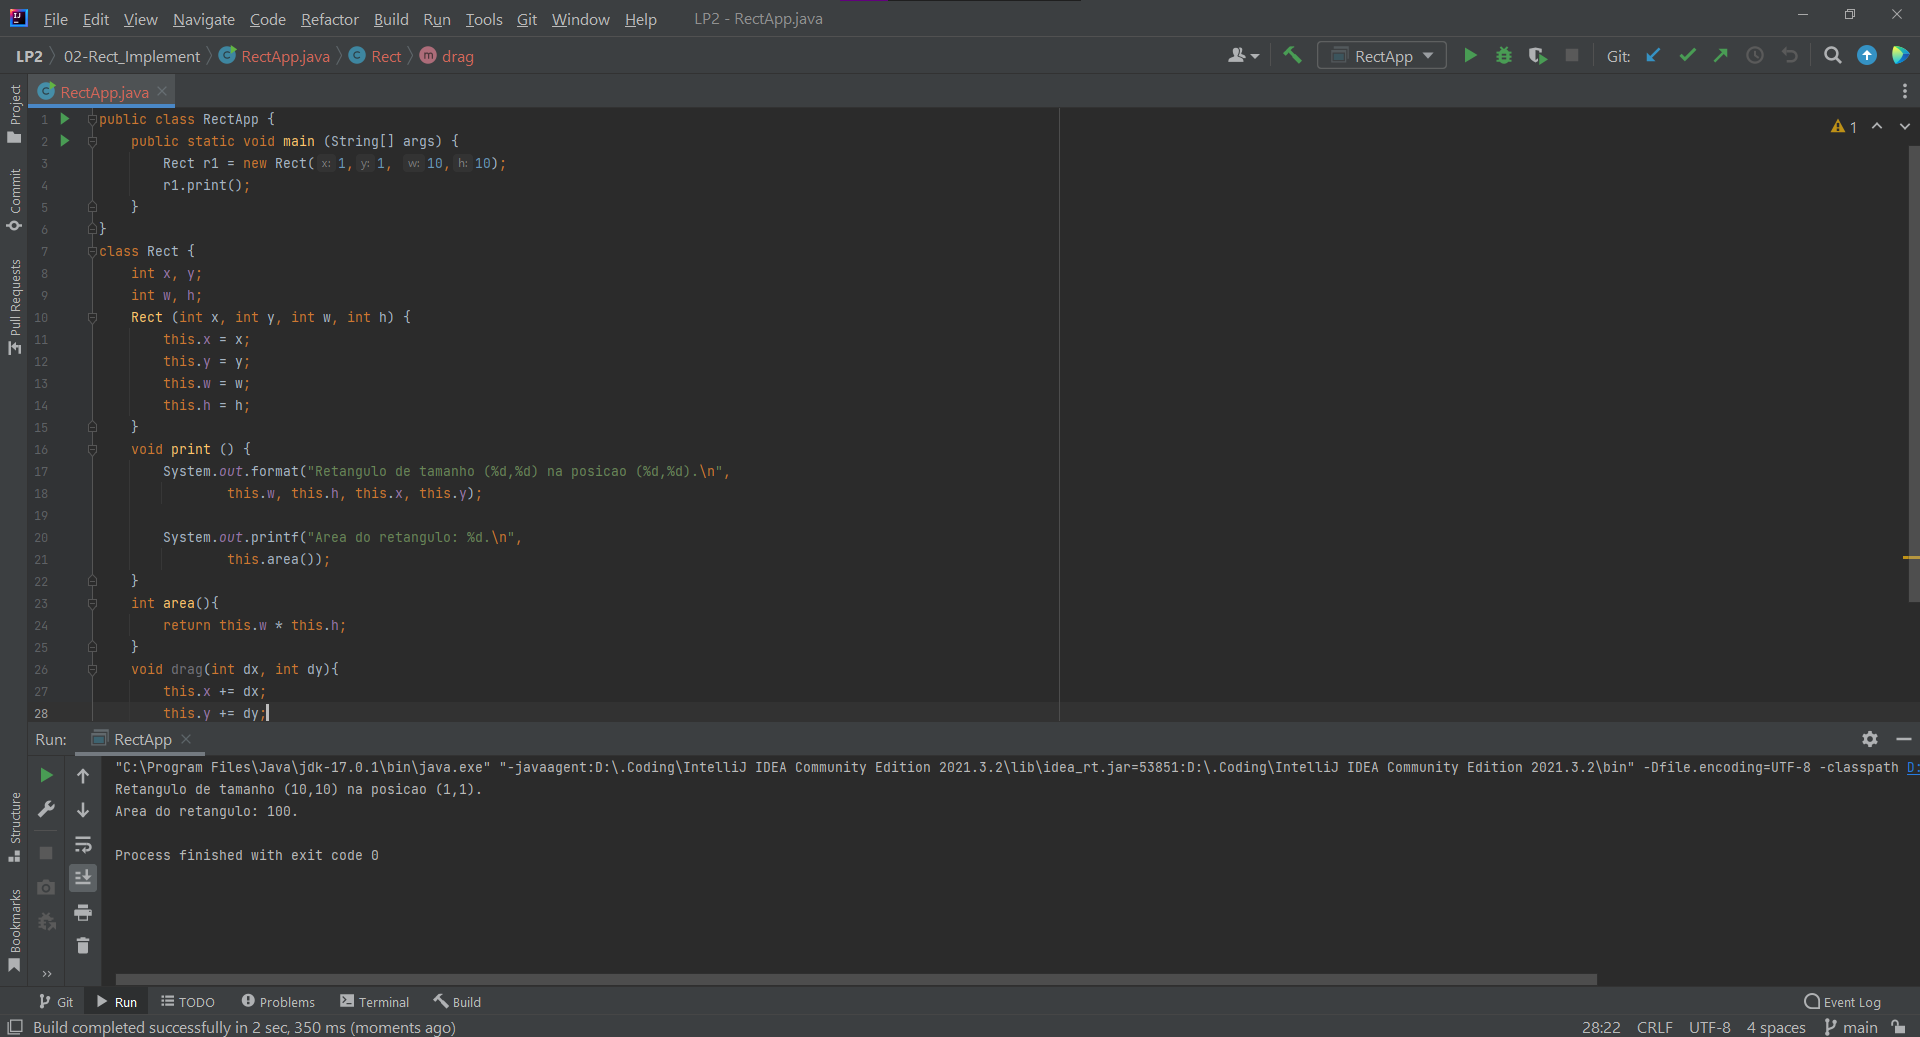 File Edit View Navigate Code Refactor Build Run Tools Git Window Help LP2 - RectApp.java
LP2 02-Rect_Implement RectApp.java Rect drag RectApp Git:
RectApp.java
1 public class RectApp {
2 public static void main (String[] args) {
3 Rect r1 = new Rect( x: 1, y: 1, w: 10, h: 10);
4 r1.print();
5 }
6 }
7 class Rect {
8 int x, y;
9 int w, h;
10 Rect (int x, int y, int w, int h) {
11 this.x = x;
12 this.y = y;
13 this.w = w;
14 this.h = h;
15 }
16 void print () {
17 System.out.format("Retangulo de tamanho (%d,%d) na posicao (%d,%d).\n",
18 this.w, this.h, this.x, this.y);
19
20 System.out.printf("Area do retangulo: %d.\n",
21 this.area());
22 }
23 int area(){
24 return this.w * this.h;
25 }
26 void drag(int dx, int dy){
27 this.x += dx;
28 this.y += dy;
1
Project
Commit
Pull Requests
Structure
Bookmarks
Run: RectApp
"C:\Program Files\Java\jdk-17.0.1\bin\java.exe" "-javaagent:D:\.Coding\IntelliJ IDEA Community Edition 2021.3.2\lib\idea_rt.jar=53851:D:\.Coding\IntelliJ IDEA Community Edition 2021.3.2\bin" -Dfile.encoding=UTF-8 -classpath D:
Retangulo de tamanho (10,10) na posicao (1,1).
Area do retangulo: 100.
Process finished with exit code 0
Git Run TODO Problems Terminal Build Event Log
Build completed successfully in 2 sec, 350 ms (moments ago) 28:22 CRLF UTF-8 4 spaces main